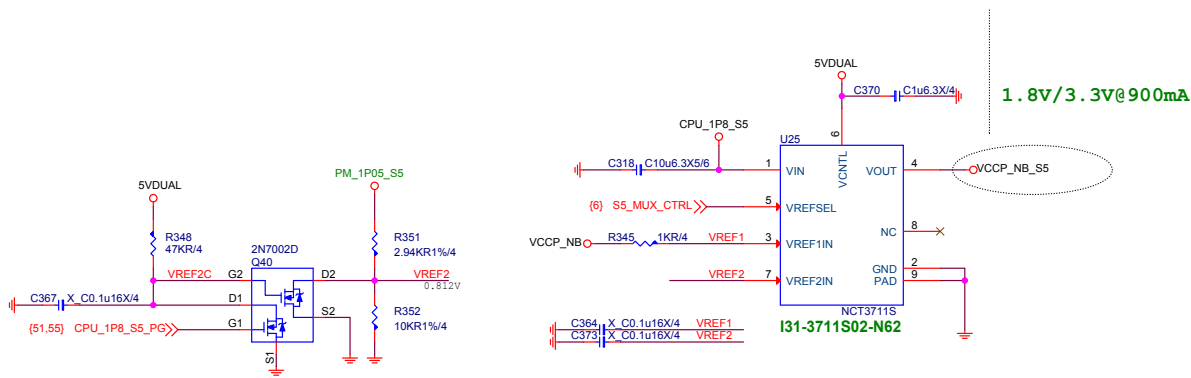 5VDUAL
R348
47KR/4
C367
X_C0.1u16X/4
VREF2C
{51,55} CPU_1P8_S5_PG
2N7002D
Q40
G2
D1
G1
S1
D2
S2
PM_1P05_S5
R351
2.94KR1%/4
VREF2
0.812V
R352
10KR1%/4
5VDUAL
C370
C1u6.3X/4
1.8V/3.3V@900mA
CPU_1P8_S5
C318
C10u6.3X5/6
{6} S5_MUX_CTRL
VCCP_NB
R345
1KR/4
VREF1
VREF2
U25
6
VCNTL
1
VIN
5
VREFSEL
3
VREF1IN
7
VREF2IN
VOUT
4
VCCP_NB_S5
NC
8
GND
2
PAD
9
NCT3711S
I31-3711S02-N62
C364
X_C0.1u16X/4
VREF1
C373
X_C0.1u16X/4
VREF2